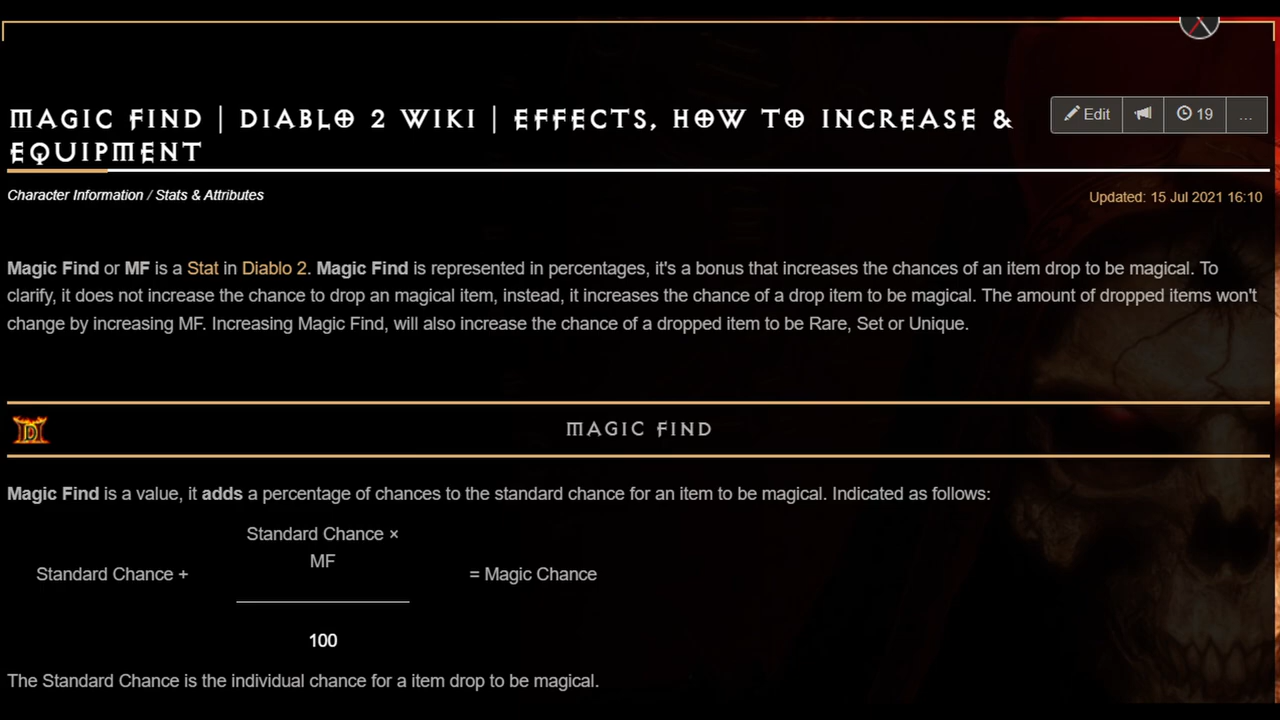 MAGIC FIND | DIABLO 2 WIKI | EFFECTS, HOW TO INCREASE &
EQUIPMENT
Edit
19
...
Character Information / Stats & Attributes
Updated: 15 Jul 2021 16:10
Magic Find or MF is a Stat in Diablo 2. Magic Find is represented in percentages, it's a bonus that increases the chances of an item drop to be magical. To
clarify, it does not increase the chance to drop an magical item, instead, it increases the chance of a drop item to be magical. The amount of dropped items won't
change by increasing MF. Increasing Magic Find, will also increase the chance of a dropped item to be Rare, Set or Unique.
MAGIC FIND
Magic Find is a value, it adds a percentage of chances to the standard chance for an item to be magical. Indicated as follows:
Standard Chance ×
MF
Standard Chance +
= Magic Chance
100
The Standard Chance is the individual chance for a item drop to be magical.